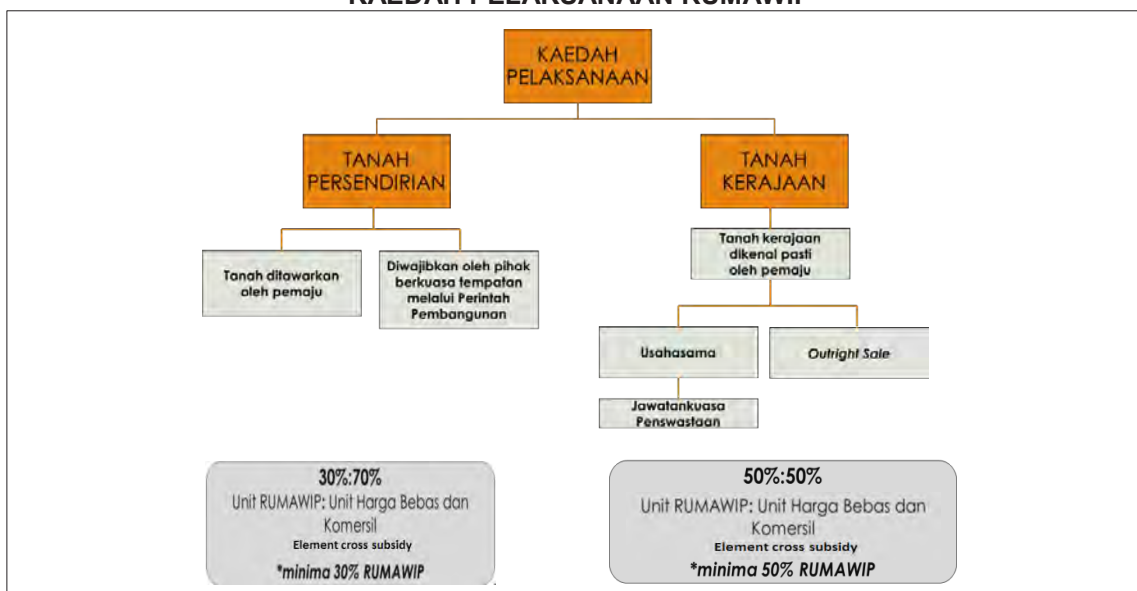 KAEDAH PELAKSANAAN RUMAWIP
KAEDAH
PELAKSANAAN
TANAH
PERSENDIRIAN
TANAH
KERAJAAN
Tanah ditawarkan
oleh pemaju
Diwajibkan oleh pihak
berkuasa tempatan
melalui Perintah
Pembangunan
Tanah kerajaan
dikenal pasti
oleh pemaju
Usahasama
Outright Sale
Jawatankuasa
Penswastaan
30%:70%
Unit RUMAWIP: Unit Harga Bebas dan
Komersil
Element cross subsidy
*minima 30% RUMAWIP
50%:50%
Unit RUMAWIP: Unit Harga Bebas dan
Komersil
Element cross subsidy
*minima 50% RUMAWIP